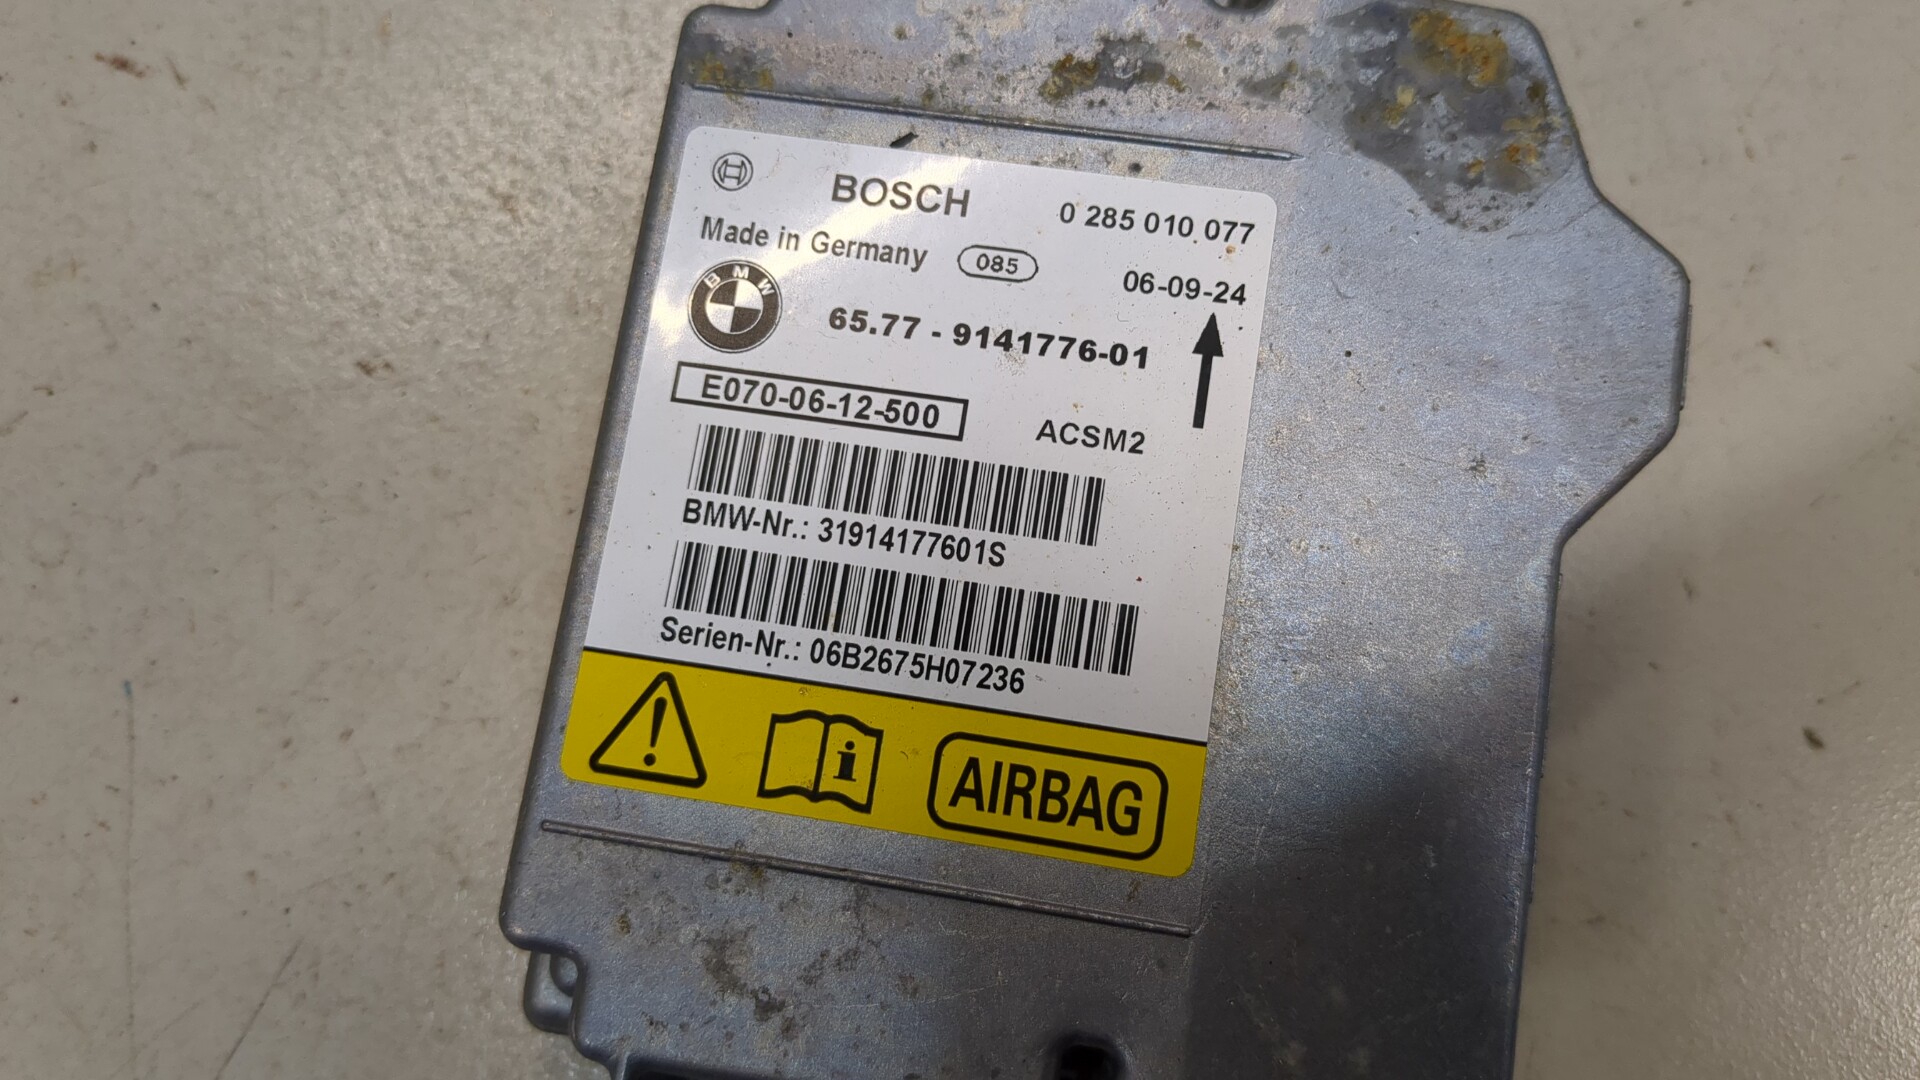 BOSCH
0 285 010 077
Made in Germany
085
06-09-24
BMW
65.77 - 9141776-01
E070-06-12-500
ACSM2
BMW-Nr.: 31914177601S
Serien-Nr.: 06B2675H07236
AIRBAG